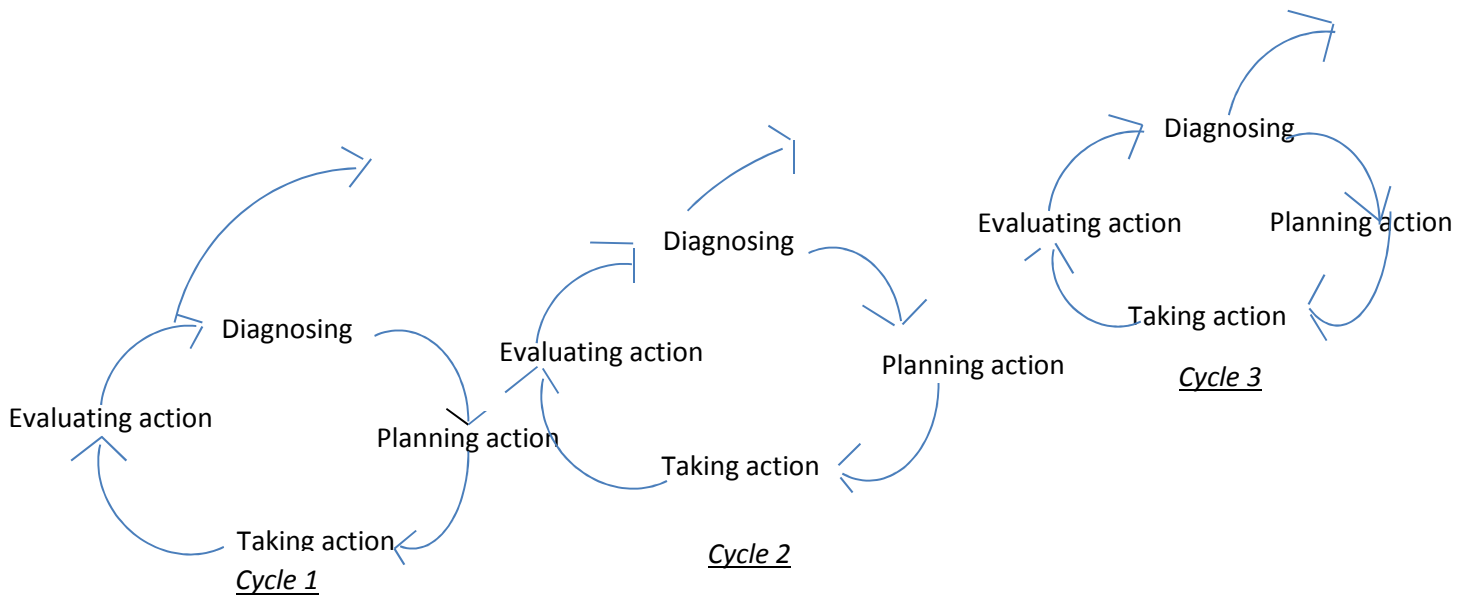 Diagnosing
Planning action
Taking action
Evaluating action
Cycle 1
Diagnosing
Planning action
Taking action
Evaluating action
Cycle 2
Diagnosing
Planning action
Taking action
Evaluating action
Cycle 3